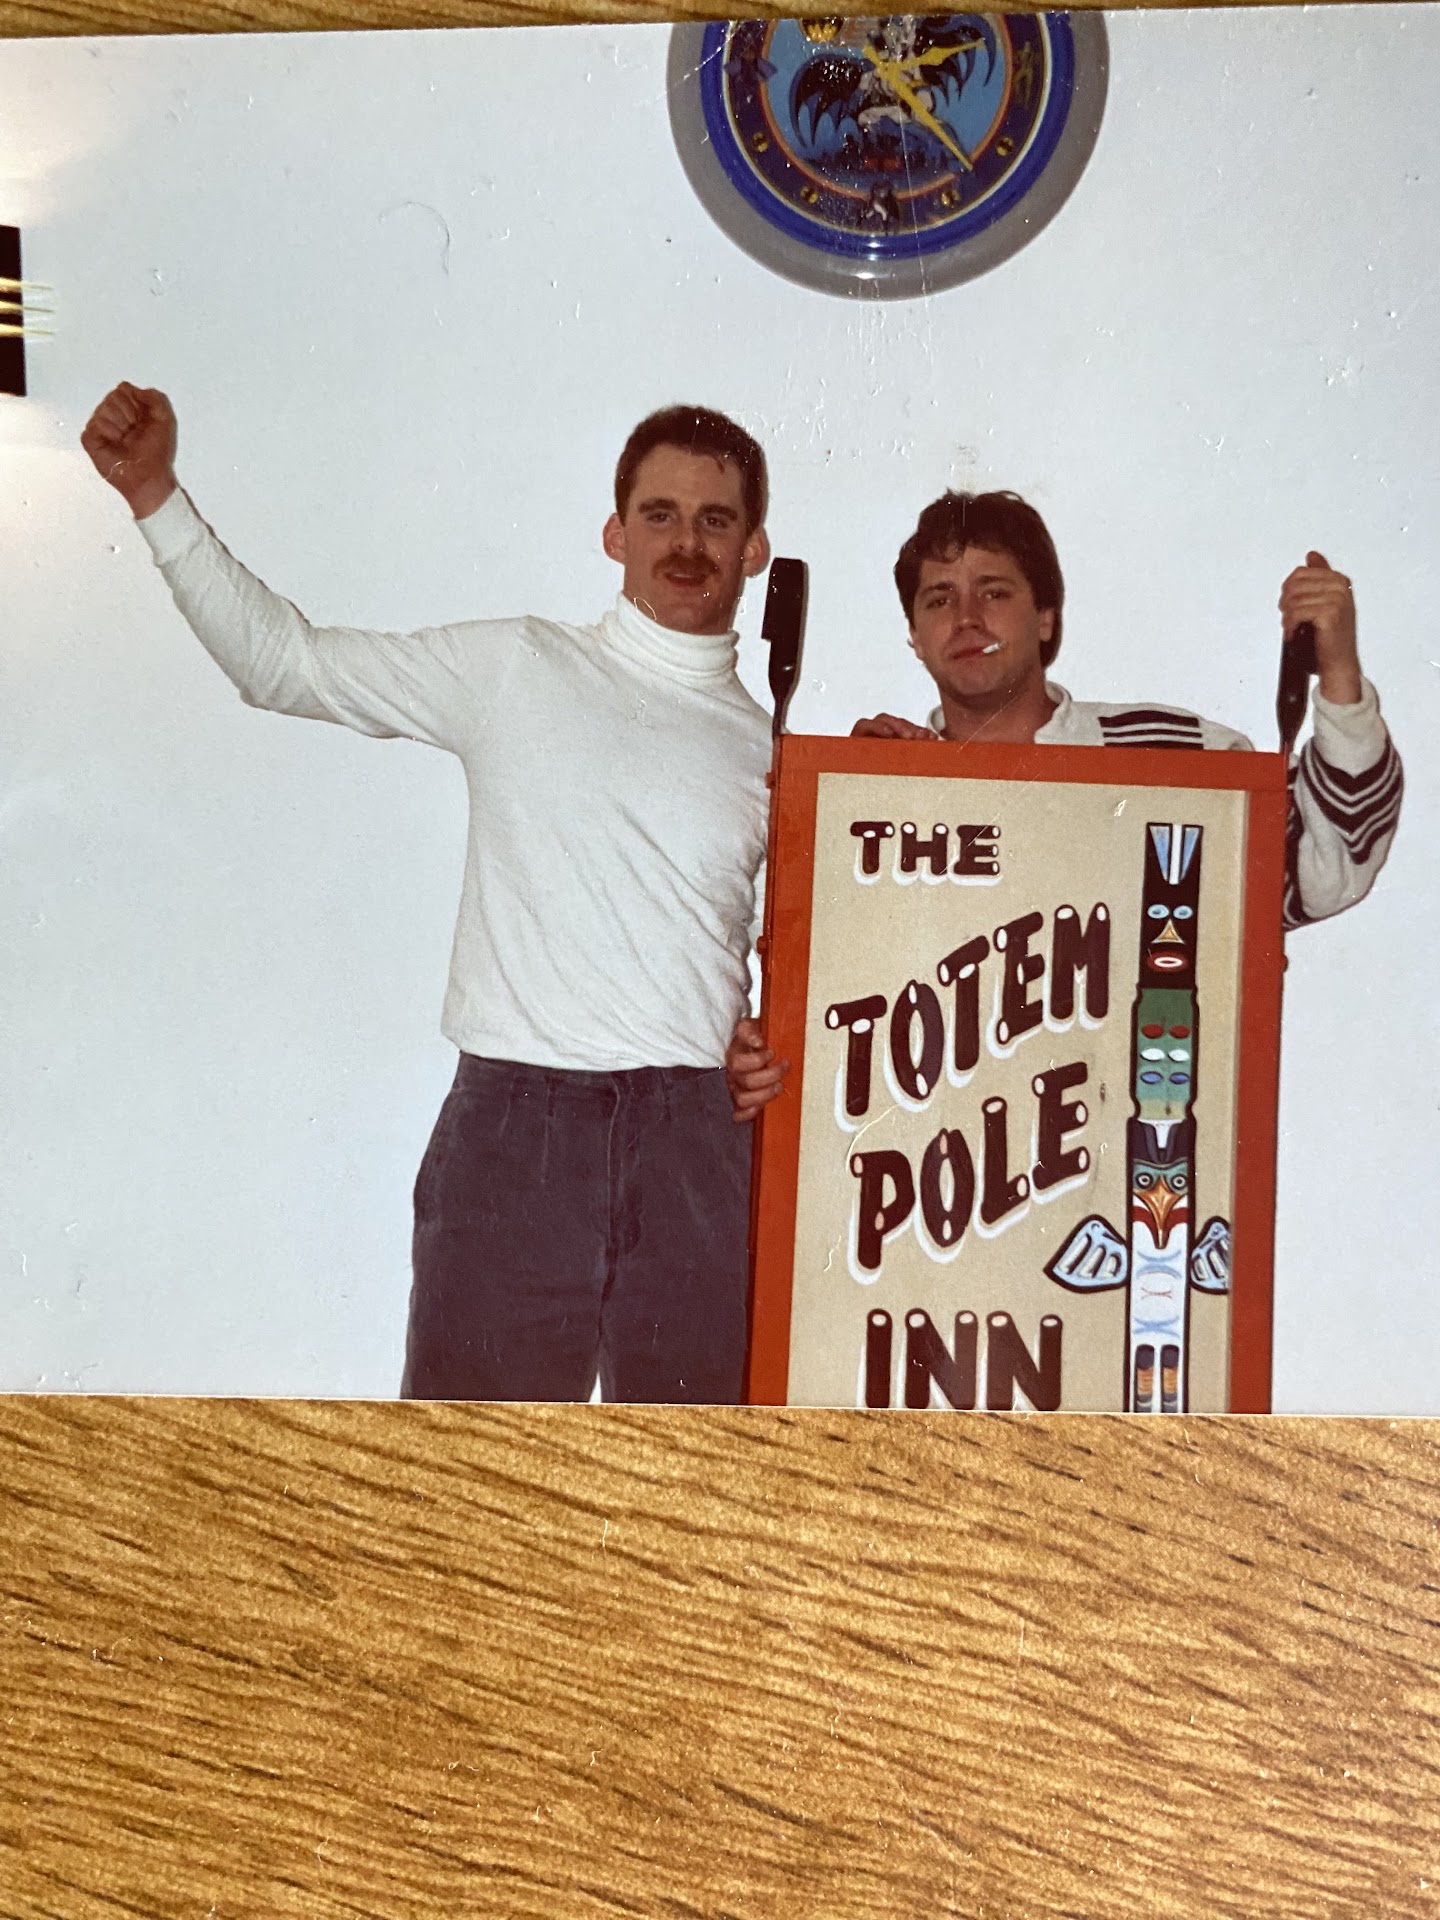 THE
TOTEM
POLE
INN